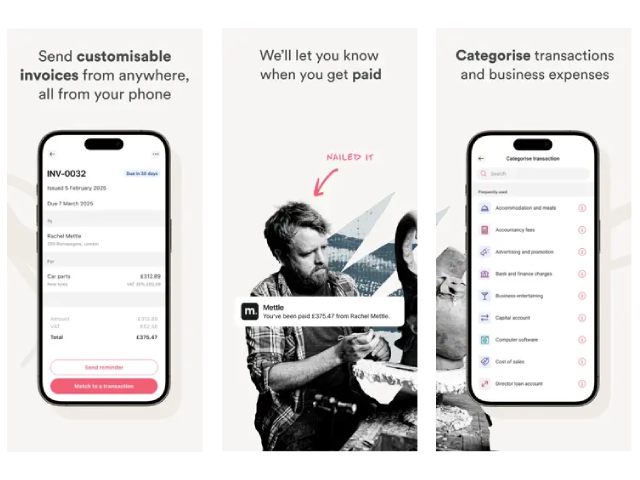 Send customisable
invoices from anywhere,
all from your phone
INV-0032
Due in 30 days
Issued 5 February 2025
Due 7 March 2025
To
Rachel Mettle
For
Car parts £312.89
Amount £312.89
VAT £62.58
Total £375.47
Send reminder
Match to a transaction
We'll let you know
when you get paid
NAILED IT
m.
Mettle
You've been paid £375.47 from Rachel Mettle.
Categorise transactions
and business expenses
Categorise transaction
Search
Frequently used
Accommodation and meals
Accountancy fees
Advertising and promotion
Bank and finance charges
Business entertaining
Capital account
Computer software
Cost of sales
Director loan account